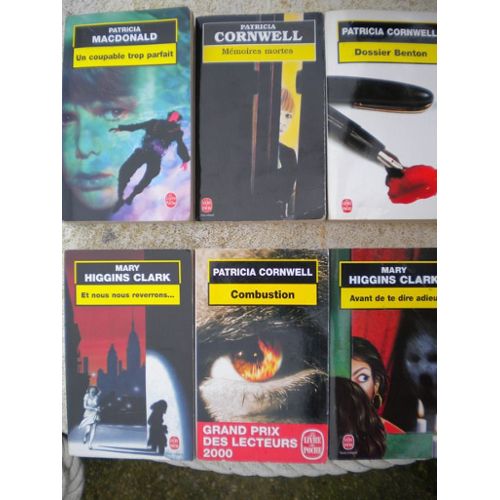 PATRICIA
MACDONALD
Un coupable trop parfait
PATRICIA
CORNWELL
Mémoires mortes
PATRICIA CORNWELL
Dossier Benton
MARY
HIGGINS CLARK
Et nous nous reverrons...
PATRICIA CORNWELL
Combustion
GRAND PRIX
DES LECTEURS
2000
LE LIVRE
DE POCHE
MARY
HIGGINS CLARK
Avant de te dire adieu